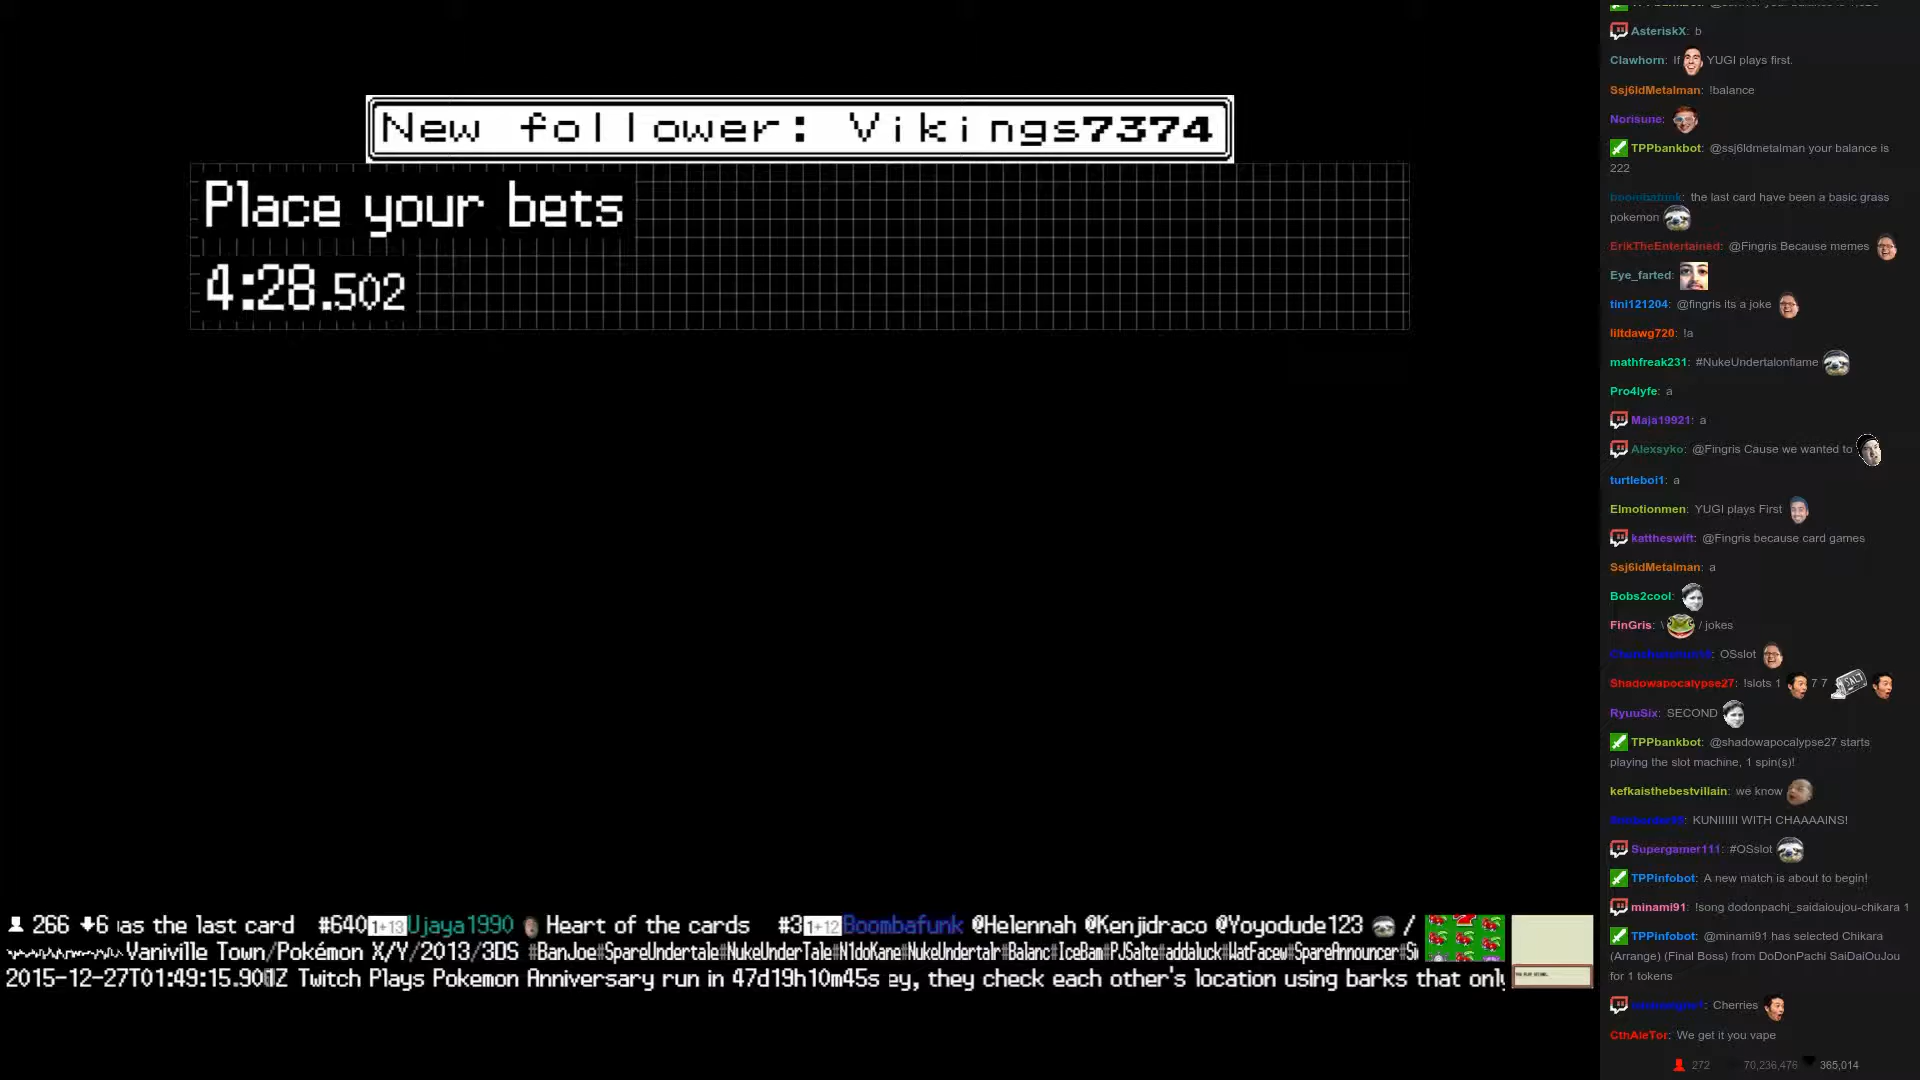 New follower: Vikings7374
Place your bets
4:28.502
266 6 as the last card #640 1+13 Ujaya1990 Heart of the cards #3 1+12 Boombafunk @Helennah @Kenjidraco @Yoyodude123 /
Vaniville Town/Pokémon X/Y/2013/3DS #BanJoe#SpareUndertale#NukeUnderTale#N1doKane#NukeUndertalr#Balanc#IceBam#PJSalte#addaluck#WatFacew#SpareAnnouncer
2015-12-27T01:49:15.90 Z Twitch Plays Pokemon Anniversary run in 47d19h10m45s ey, they check each other's location using barks that only
AsteriskX: b
Clawhorn: If YUGI plays first.
Ssj6ldMetalman: !balance
Norisune:
TPPbankbot: @ssj6ldmetalman your balance is
222
boombafunk: the last card have been a basic grass
pokemon
ErikTheEntertained: @Fingris Because memes
Eye_farted:
tini121204: @fingris its a joke
liltdawg720: !a
mathfreak231: #NukeUndertalonflame
Pro4lyfe: a
Maja19921: a
Alexsyko: @Fingris Cause we wanted to
turtleboi1: a
Elmotionmen: YUGI plays First
kattheswift: @Fingris because card games
Ssj6ldMetalman: a
Bobs2cool:
FinGris: \ / jokes
OSslot
Shadowapocalypse27: !slots 1 7 7
RyuuSix: SECOND
TPPbankbot: @shadowapocalypse27 starts
playing the slot machine, 1 spin(s)!
kefkaisthebestvillain: we know
KUNIIIIII WITH CHAAAAINS!
Supergamer111: #OSslot
TPPinfobot: A new match is about to begin!
minami91: !song dodonpachi_saidaioujou-chikara 1
TPPinfobot: @minami91 has selected Chikara
(Arrange) (Final Boss) from DoDonPachi SaiDaiOuJou
for 1 tokens
Cherries
CthAleTor: We get it you vape
272 70,236,476 365,014